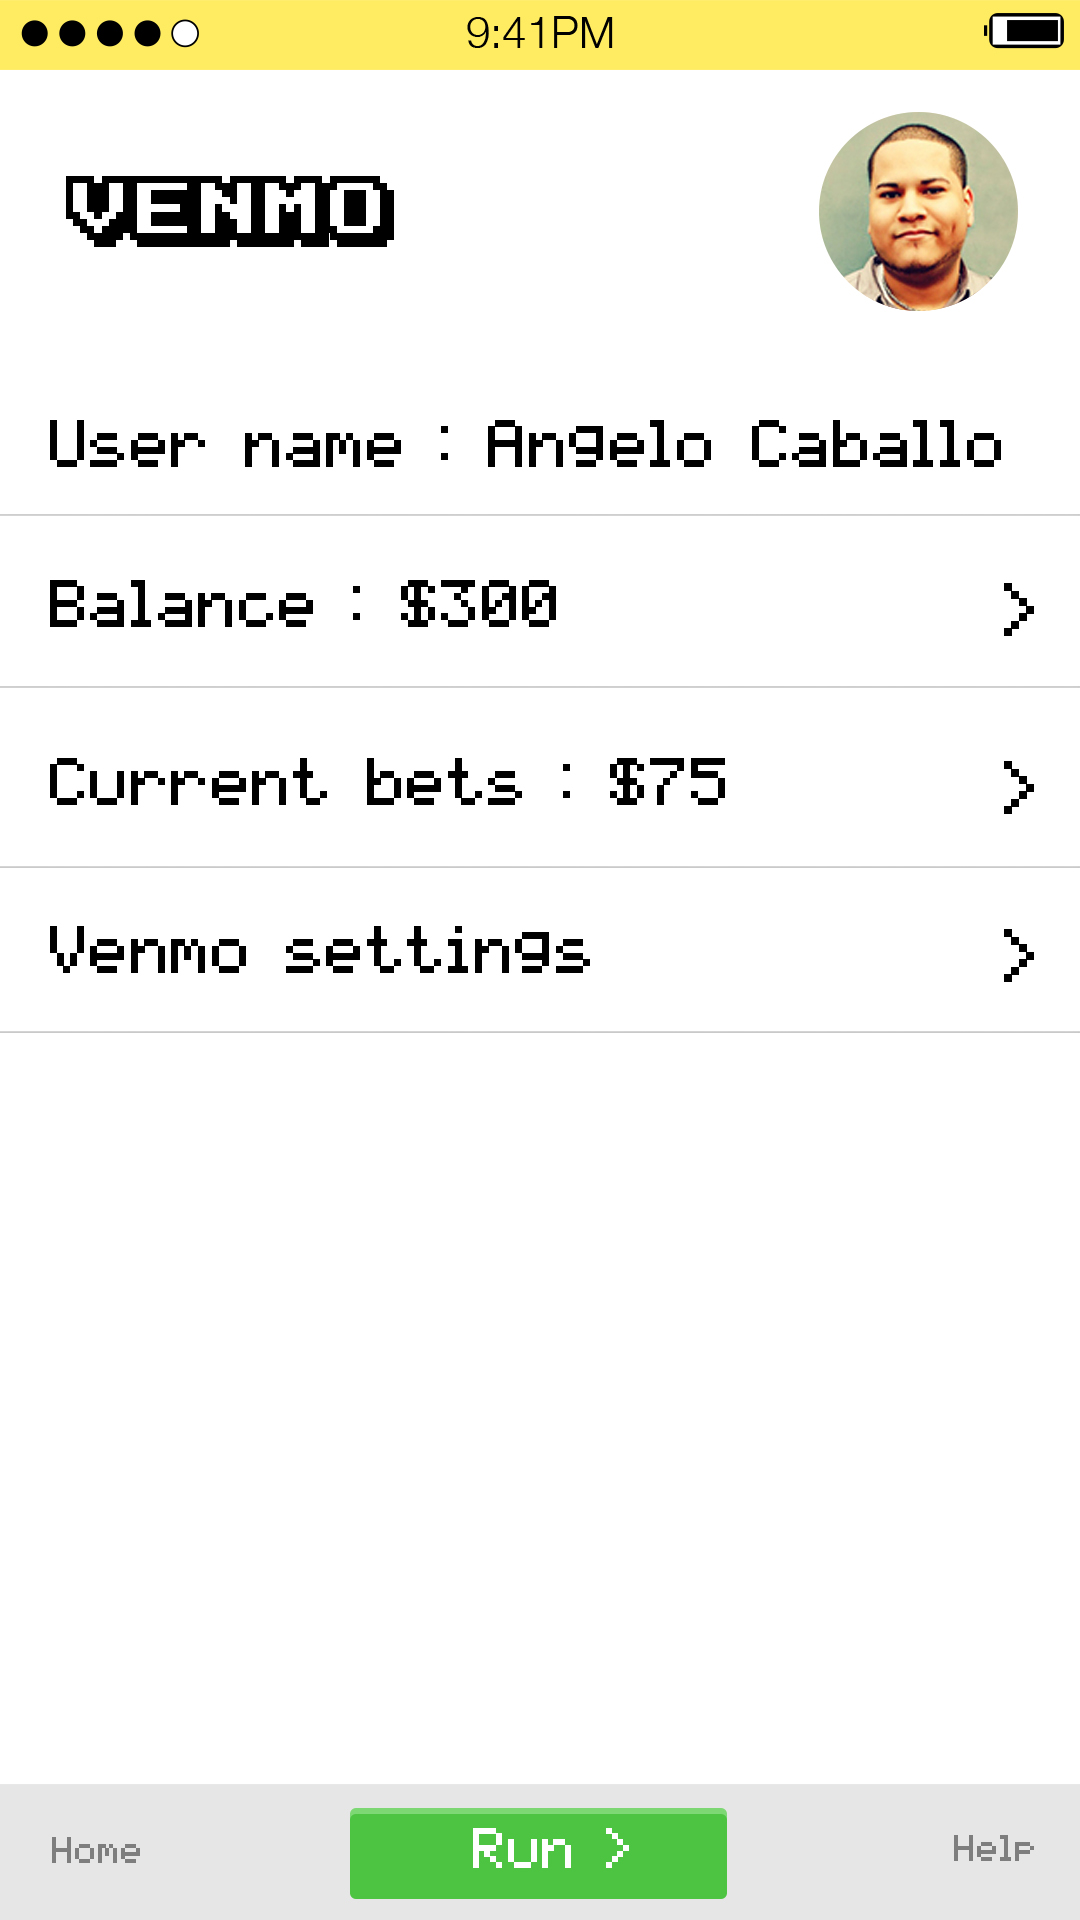 9:41PM
VENMO
User name : Angelo Caballo
Balance : $300
>
Current bets : $75
>
Venmo settings
>
Home
Run >
Help